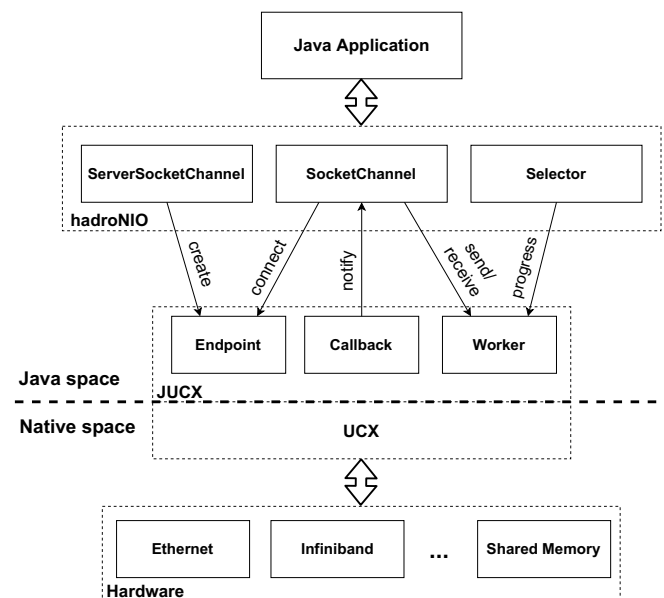 Java Application
ServerSocketChannel
SocketChannel
Selector
hadroNIO
create
connect
notify
send/
receive
progress
Endpoint
Callback
Worker
JUCX
Java space
Native space
UCX
Ethernet
Infiniband
...
Shared Memory
Hardware